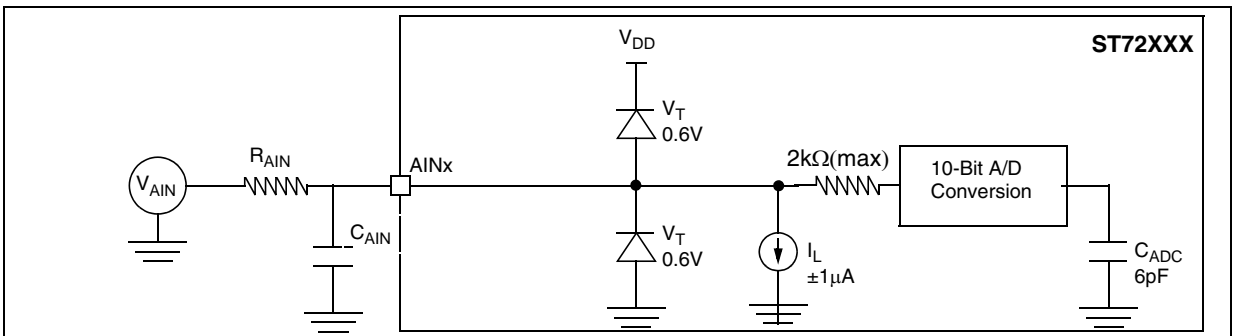 ST72XXX
V_DD
V_T
0.6V
R_AIN
AINx
2kΩ(max)
10-Bit A/D
Conversion
V_AIN
C_AIN
V_T
0.6V
I_L
±1μA
C_ADC
6pF